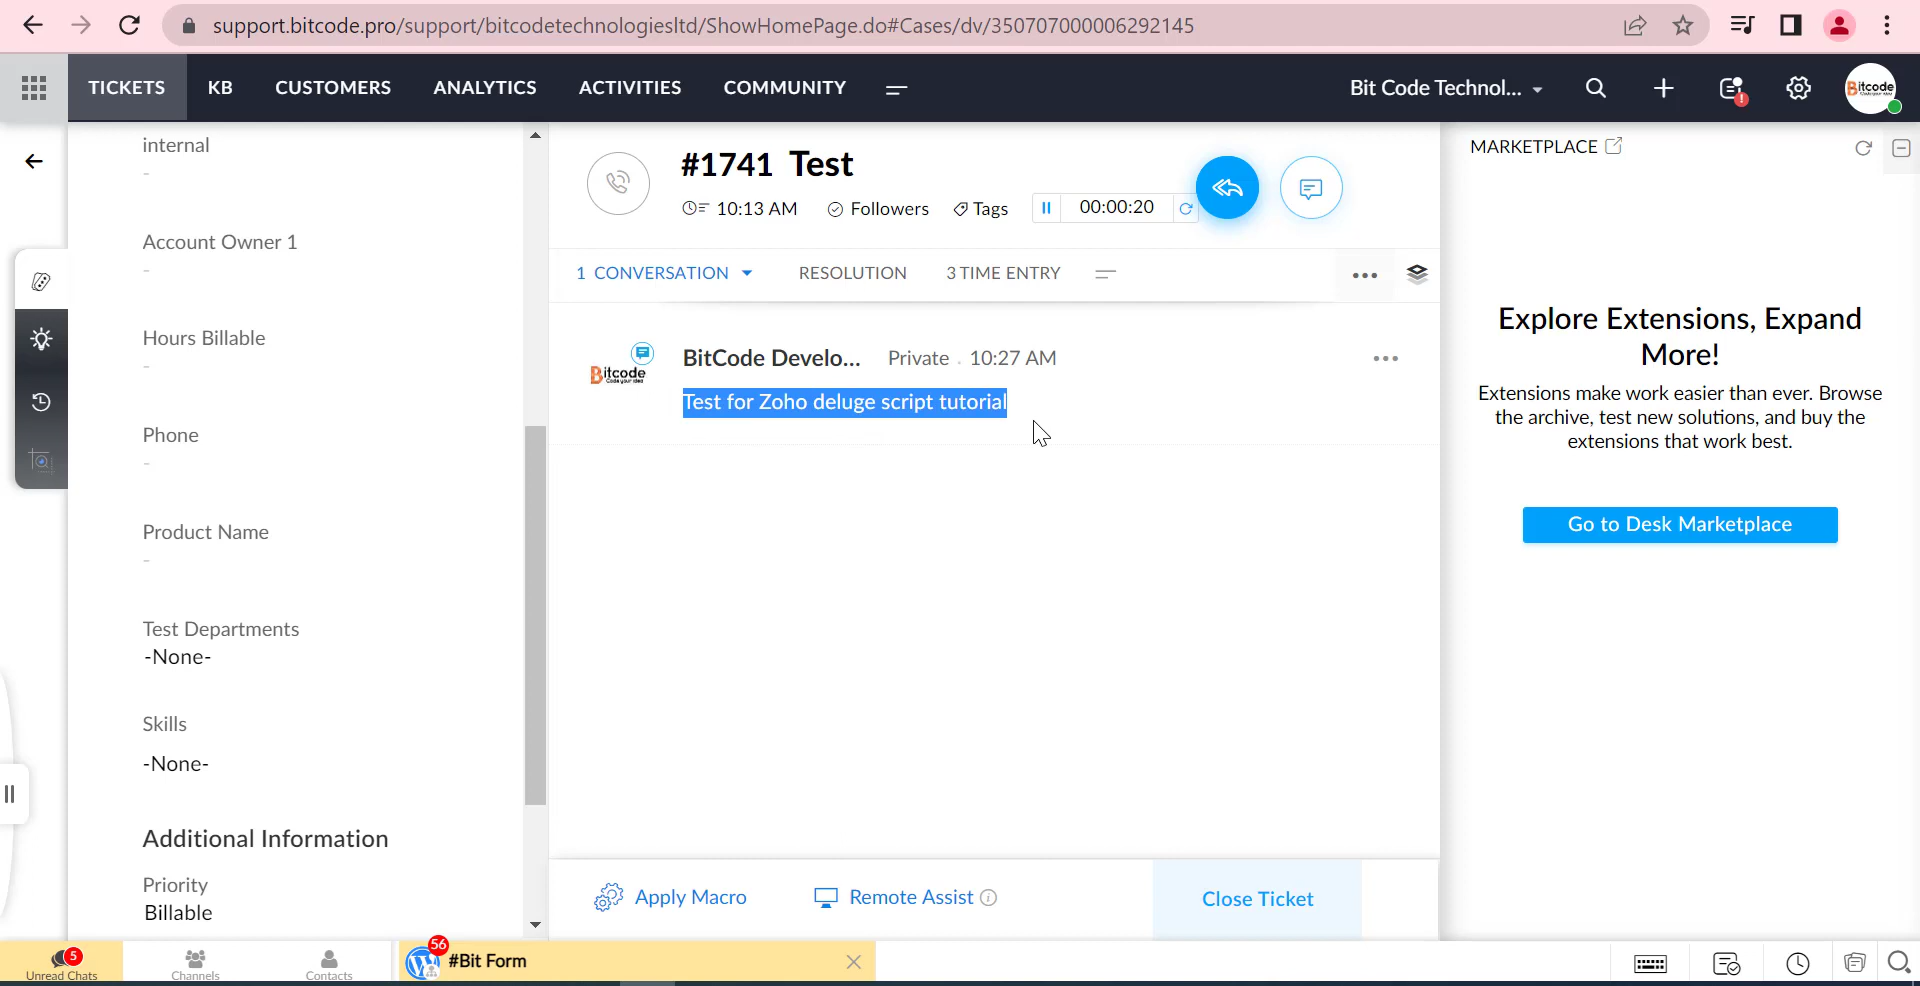 support.bitcode.pro/support/bitcodetechnologiesltd/ShowHomePage.do#Cases/dv/350707000006292145
TICKETS KB CUSTOMERS ANALYTICS ACTIVITIES COMMUNITY Bit Code Technol... Bitcode
internal
-
Account Owner 1
-
Hours Billable
-
Phone
-
Product Name
-
Test Departments
-None-
Skills
-None-
Additional Information
Priority
Billable
#1741 Test
10:13 AM Followers Tags 00:00:20
1 CONVERSATION RESOLUTION 3 TIME ENTRY
Bitcode
Code your idea
BitCode Develo... Private . 10:27 AM
Test for Zoho deluge script tutorial
Apply Macro Remote Assist Close Ticket
MARKETPLACE
Explore Extensions, Expand
More!
Extensions make work easier than ever. Browse
the archive, test new solutions, and buy the
extensions that work best.
Go to Desk Marketplace
5
Unread Chats
Channels
Contacts
56
#Bit Form